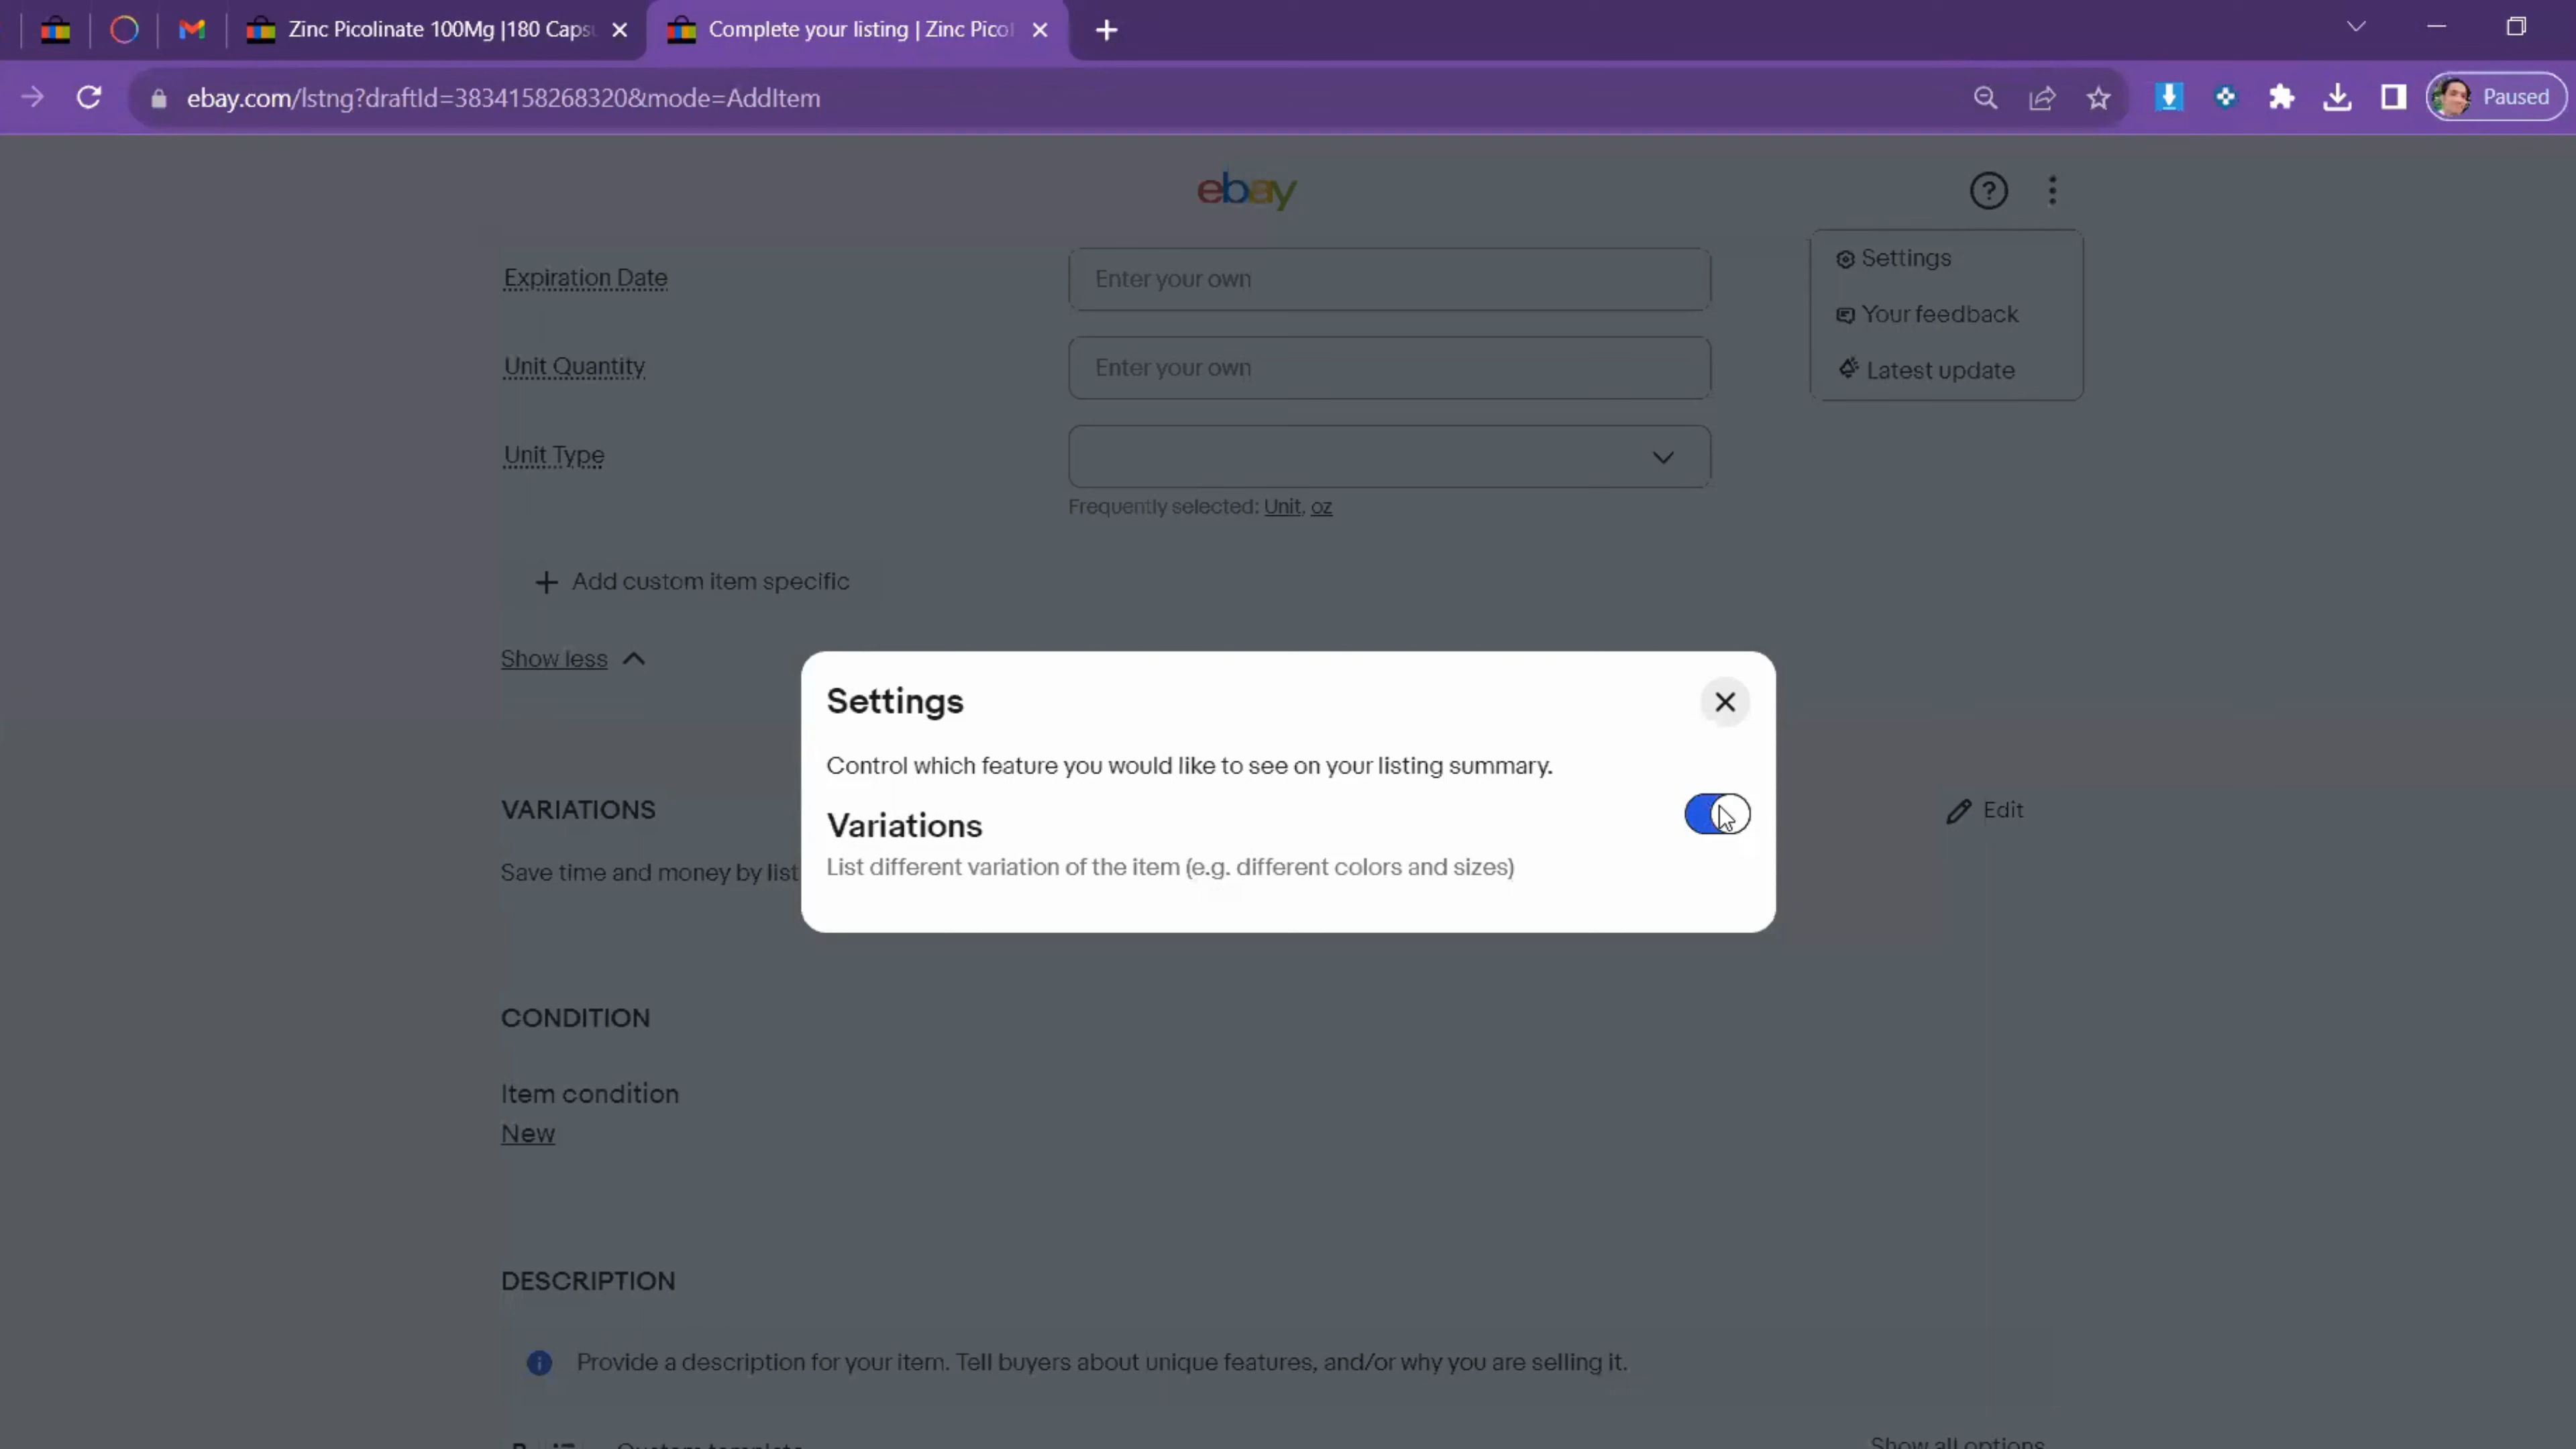 Zinc Picolinate 100Mg |180 Caps
Complete your listing | Zinc Picol
ebay.com/lstng?draftId=3834158268320&mode=AddItem
Paused
ebay
Expiration Date
Enter your own
Settings
Your feedback
Unit Quantity
Enter your own
Latest update
Unit Type
Frequently selected: Unit, oz
Add custom item specific
Show less
Settings
Control which feature you would like to see on your listing summary.
Variations
List different variation of the item (e.g. different colors and sizes)
VARIATIONS
Edit
Save time and money by list
CONDITION
Item condition
New
DESCRIPTION
Provide a description for your item. Tell buyers about unique features, and/or why you are selling it.
Custom template
Show all options